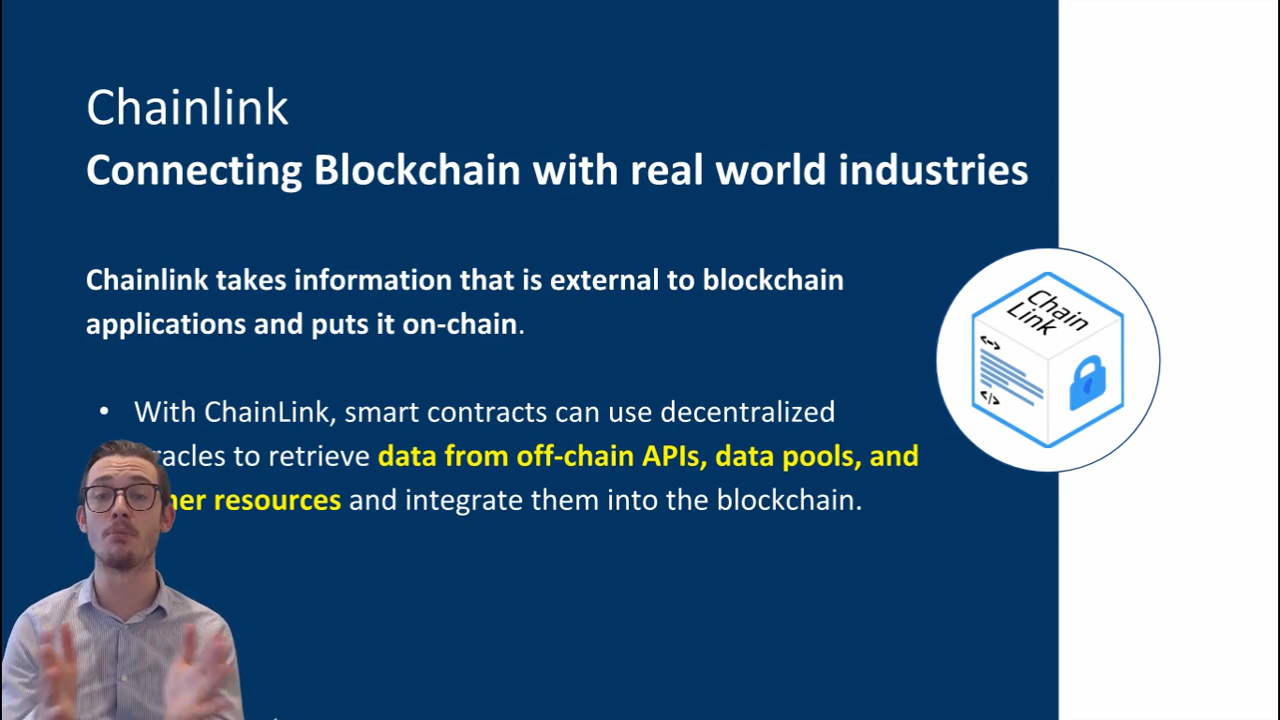 Chainlink
Connecting Blockchain with real world industries
Chainlink takes information that is external to blockchain
applications and puts it on-chain.
• With ChainLink, smart contracts can use decentralized
to retrieve data from off-chain APIs, data pools, and
resources and integrate them into the blockchain.
Chain
Link
<-->
</>